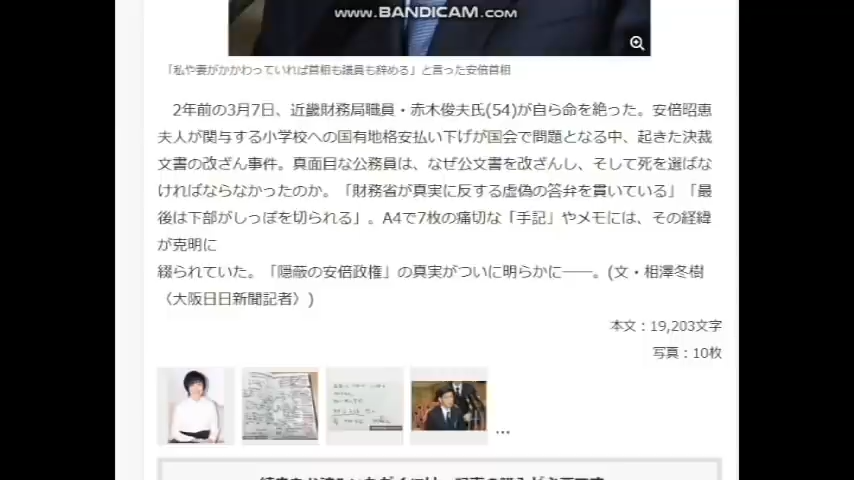 www.BANDICAM.com
「私や妻がかかわっていれば首相も議員も辞める」と言った安倍首相
2年前の3月7日、近畿財務局職員・赤木俊夫氏(54)が自ら命を絶った。安倍昭恵
夫人が関与する小学校への国有地格安払い下げが国会で問題となる中、起きた決裁
文書の改ざん事件。真面目な公務員は、なぜ公文書を改ざんし、そして死を選ばな
ければならなかったのか。「財務省が真実に反する虚偽の答弁を貫いている」「最
後は下部がしっぽを切られる」。A4で7枚の痛切な「手記」やメモには、その経緯
が克明に
綴られていた。「隠蔽の安倍政権」の真実がついに明らかに――。(文・相澤冬樹
〈大阪日日新聞記者〉)
本文:19,203文字
写真:10枚
...